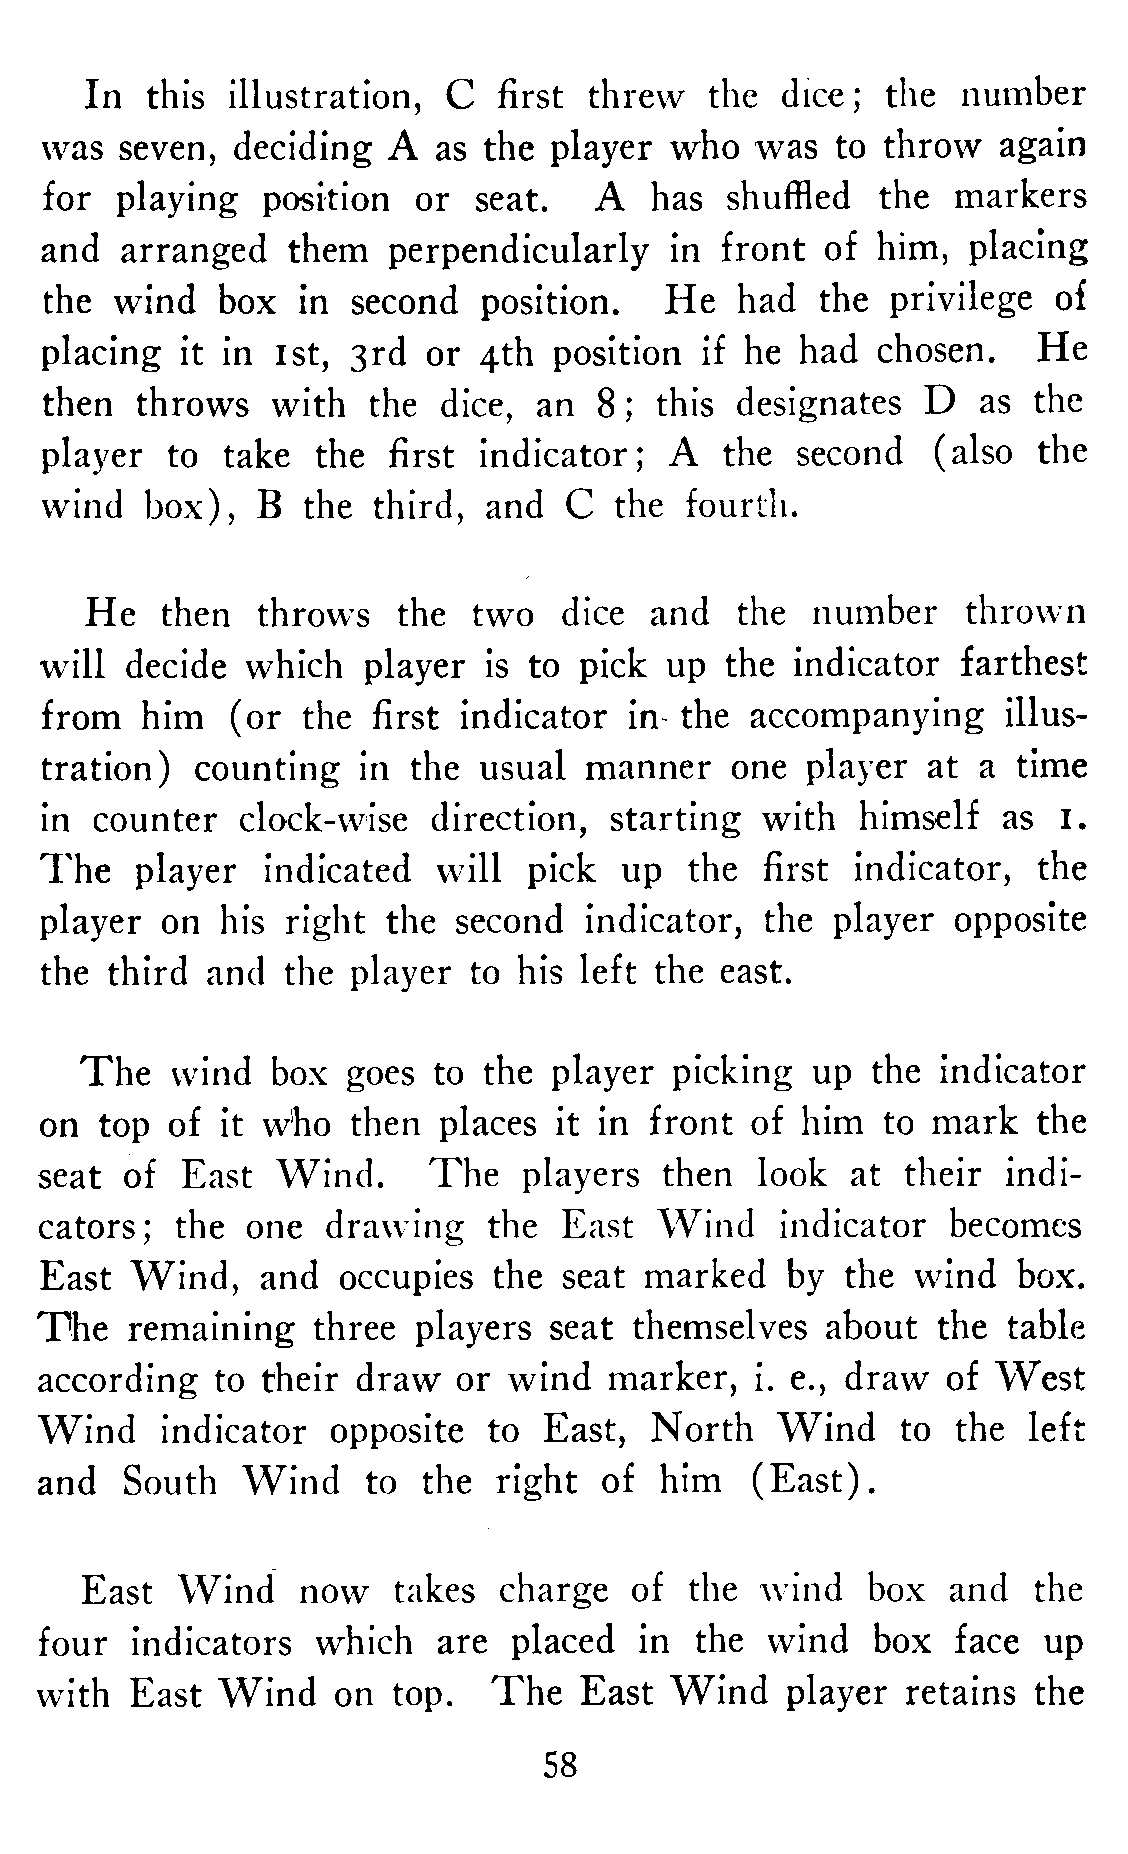 In this illustration, C first threw the dice; the number
was seven, deciding A as the player who was to throw again
for playing position or seat. A has shuffled the markers
and arranged them perpendicularly in front of him, placing
the wind box in second position. He had the privilege of
placing it in 1st, 3rd or 4th position if he had chosen. He
then throws with the dice, an 8; this designates D as the
player to take the first indicator; A the second (also the
wind box), B the third, and C the fourth.
He then throws the two dice and the number thrown
will decide which player is to pick up the indicator farthest
from him (or the first indicator in the accompanying illus-
tration) counting in the usual manner one player at a time
in counter clock-wise direction, starting with himself as 1.
The player indicated will pick up the first indicator, the
player on his right the second indicator, the player opposite
the third and the player to his left the east.
The wind box goes to the player picking up the indicator
on top of it who then places it in front of him to mark the
seat of East Wind. The players then look at their indi-
cators; the one drawing the East Wind indicator becomes
East Wind, and occupies the seat marked by the wind box.
The remaining three players seat themselves about the table
according to their draw or wind marker, i. e., draw of West
Wind indicator opposite to East, North Wind to the left
and South Wind to the right of him (East).
East Wind now takes charge of the wind box and the
four indicators which are placed in the wind box face up
with East Wind on top. The East Wind player retains the
58